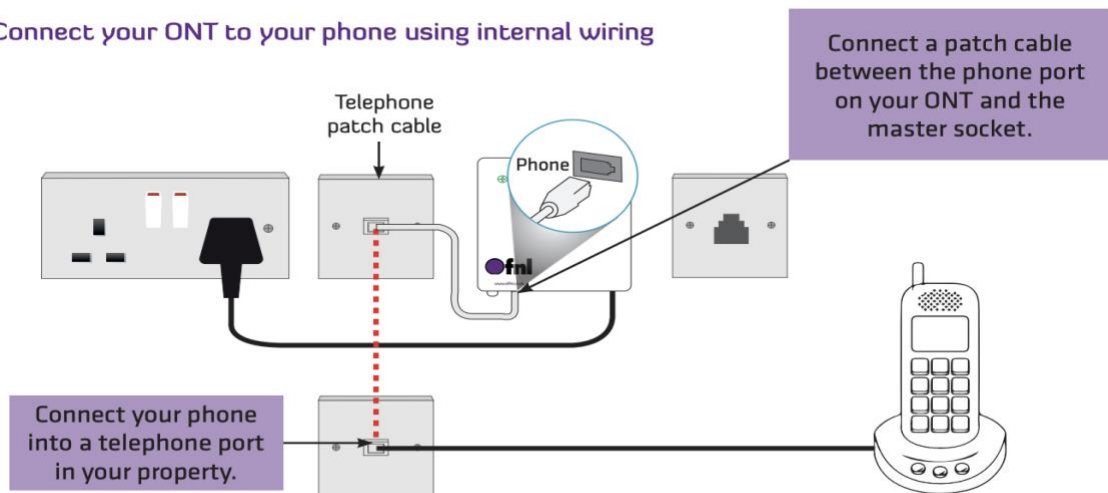 Connect your ONT to your phone using internal wiring
Connect a patch cable
between the phone port
on your ONT and the
master socket.
Telephone
patch cable
Phone
Ofnl
Connect your phone
into a telephone port
in your property.